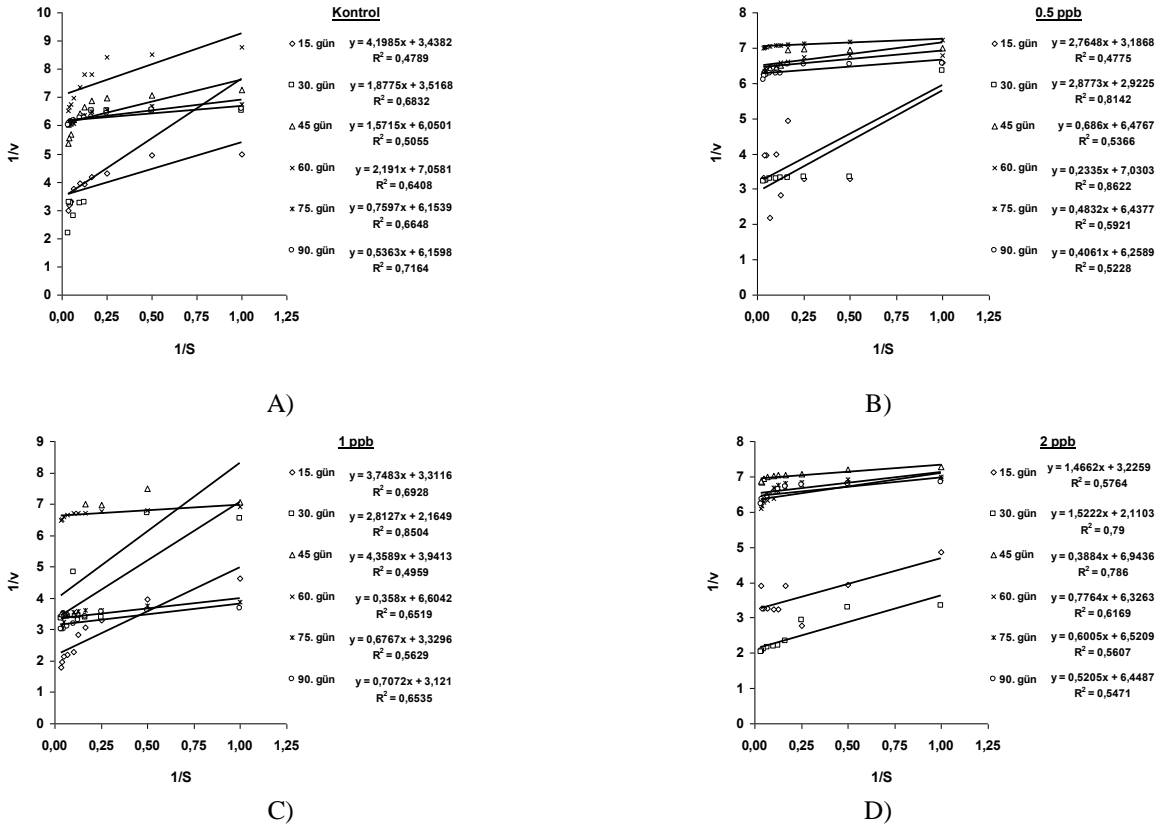 Kontrol
10
9
8
7
6
5
4
3
2
1
0
1/v
0,00 0,25 0,50 0,75 1,00 1,25
1/S
15. gün y = 4,1985x + 3,4382
R² = 0,4789
30. gün y = 1,8775x + 3,5168
R² = 0,6832
45 gün y = 1,5715x + 6,0501
R² = 0,5055
60. gün y = 2,191x + 7,0581
R² = 0,6408
75. gün y = 0,7597x + 6,1539
R² = 0,6648
90. gün y = 0,5363x + 6,1598
R² = 0,7164
A)
0.5 ppb
8
7
6
5
4
3
2
1
0
1/v
0,00 0,25 0,50 0,75 1,00 1,25
1/S
15. gün y = 2,7648x + 3,1868
R² = 0,4775
30. gün y = 2,8773x + 2,9225
R² = 0,8142
45 gün y = 0,686x + 6,4767
R² = 0,5366
60. gün y = 0,2335x + 7,0303
R² = 0,8622
75. gün y = 0,4832x + 6,4377
R² = 0,5921
90. gün y = 0,4061x + 6,2589
R² = 0,5228
B)
1 ppb
9
8
7
6
5
4
3
2
1
0
1/v
0,00 0,25 0,50 0,75 1,00 1,25
1/S
15. gün y = 3,7483x + 3,3116
R² = 0,6928
30. gün y = 2,8127x + 2,1649
R² = 0,8504
45 gün y = 4,3589x + 3,9413
R² = 0,4959
60. gün y = 0,358x + 6,6042
R² = 0,6519
75. gün y = 0,6767x + 3,3296
R² = 0,5629
90. gün y = 0,7072x + 3,121
R² = 0,6535
C)
2 ppb
8
7
6
5
4
3
2
1
0
1/v
0,00 0,25 0,50 0,75 1,00 1,25
1/S
15. gün y = 1,4662x + 3,2259
R² = 0,5764
30. gün y = 1,5222x + 2,1103
R² = 0,79
45 gün y = 0,3884x + 6,9436
R² = 0,786
60. gün y = 0,7764x + 6,3263
R² = 0,6169
75. gün y = 0,6005x + 6,5209
R² = 0,5607
90. gün y = 0,5205x + 6,4487
R² = 0,5471
D)